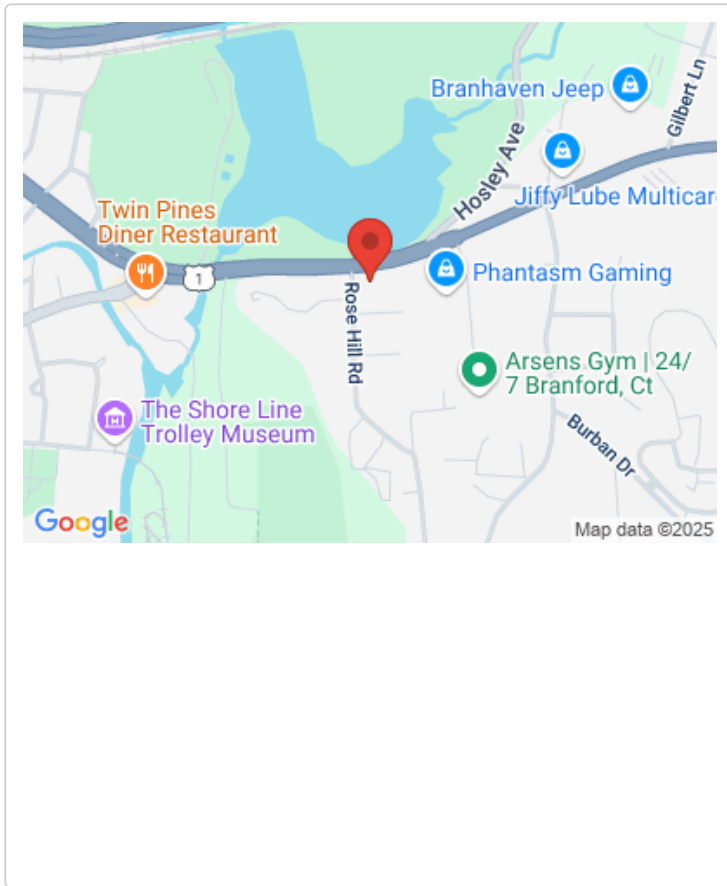 Branhaven Jeep
Gilbert Ln
Hosley Ave
Jiffy Lube Multicar
Twin Pines
Diner Restaurant
1
Phantasm Gaming
Rose Hill Rd
Arsens Gym | 24/
7 Branford, Ct
The Shore Line
Trolley Museum
Burban Dr
Google
Map data ©2025